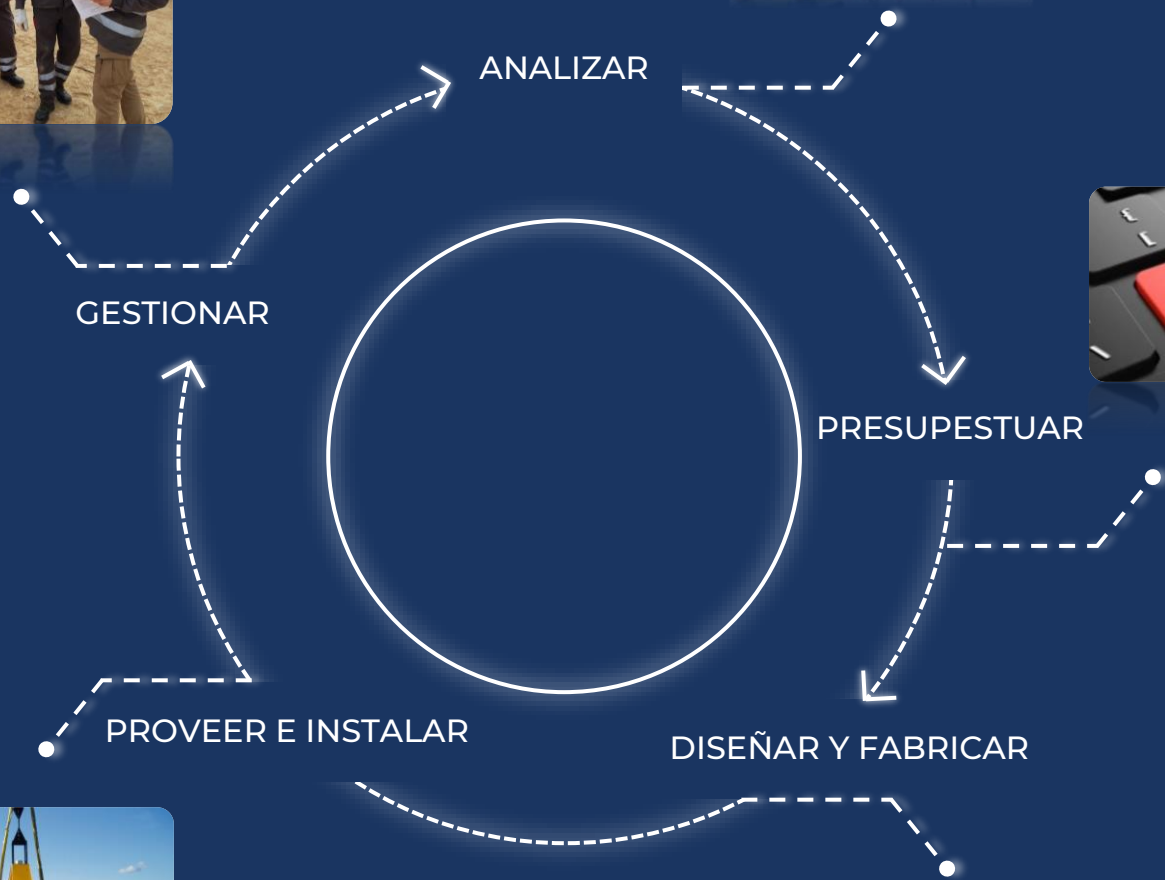 ANALIZAR
GESTIONAR
PRESUPESTUAR
PROVEER E INSTALAR
DISEÑAR Y FABRICAR